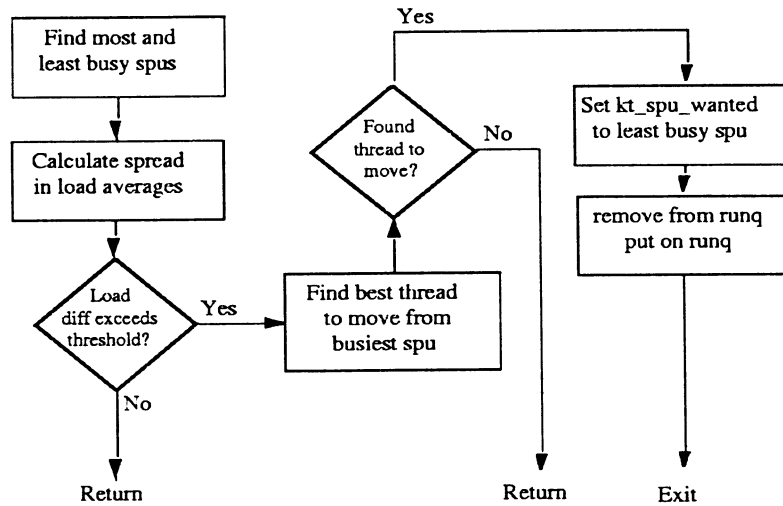 Find most and
least busy spus
Calculate spread
in load averages
Load
diff exceeds
threshold?
Yes
No
Return
Find best thread
to move from
busiest spu
Found
thread to
move?
Yes
No
Return
Set kt_spu_wanted
to least busy spu
remove from runq
put on runq
Exit